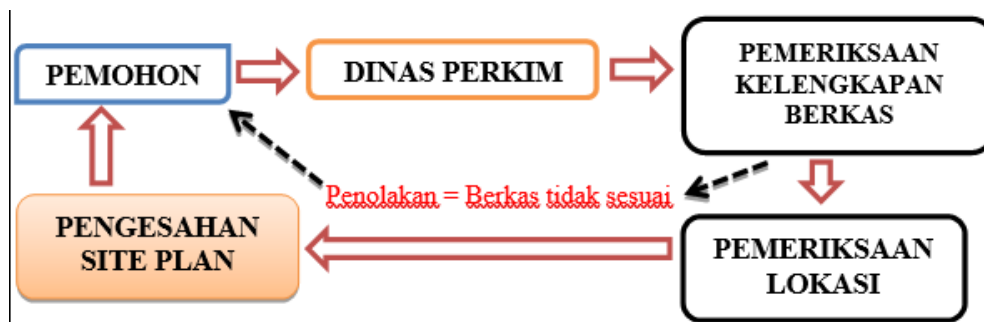 PEMOHON
DINAS PERKIM
PEMERIKSAAN
KELENGKAPAN
BERKAS
Penolakan = Berkas tidak sesuai
PENGESAHAN
SITE PLAN
PEMERIKSAAN
LOKASI